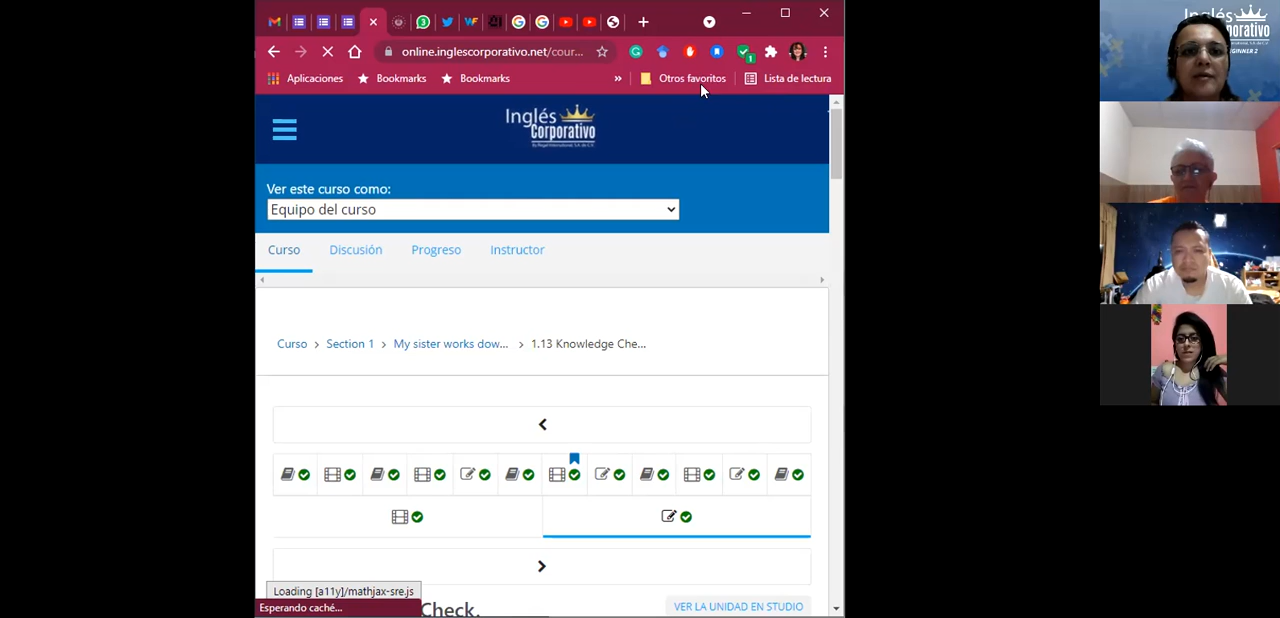 online.inglescorporativo.net/cour...
Aplicaciones
Bookmarks
Bookmarks
»
Otros favoritos
Lista de lectura
Inglés
Corporativo
Ver este curso como:
Equipo del curso
Curso
Discusión
Progreso
Instructor
Curso > Section 1 > My sister works dow... > 1.13 Knowledge Che...
Loading [a11y]/mathjax-sre.js
Esperando caché...
Check.
VER LA UNIDAD EN STUDIO
Inglés
BEGINNER 2